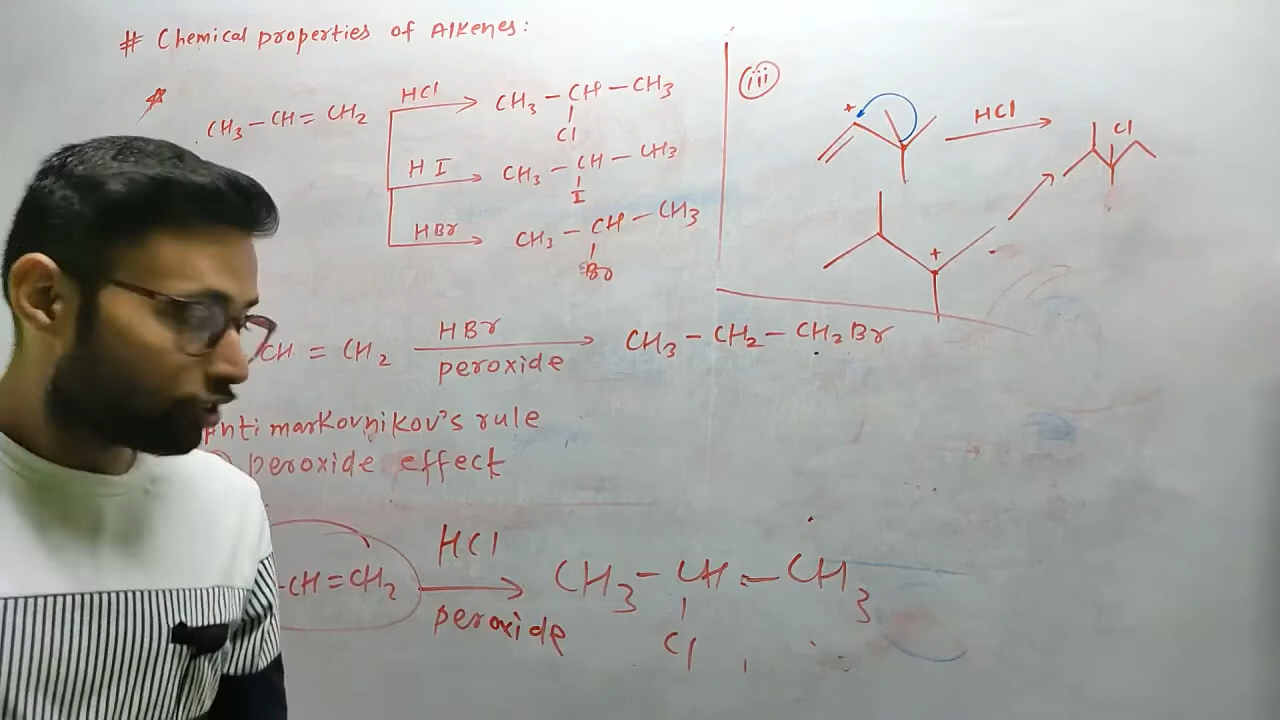 # Chemical properties of Alkenes:
CH3-CH=CH2
HCl
CH3-CH-CH3
Cl
HI
CH3-CH-CH3
I
HBr
CH3-CH-CH3
Br
CH=CH2
HBr
peroxide
CH3-CH2-CH2Br
Antimarkovnikov's rule
peroxide effect
-CH=CH2
HCl
peroxide
CH3-CH-CH3
Cl
(iii)
+
HCl
Cl
+